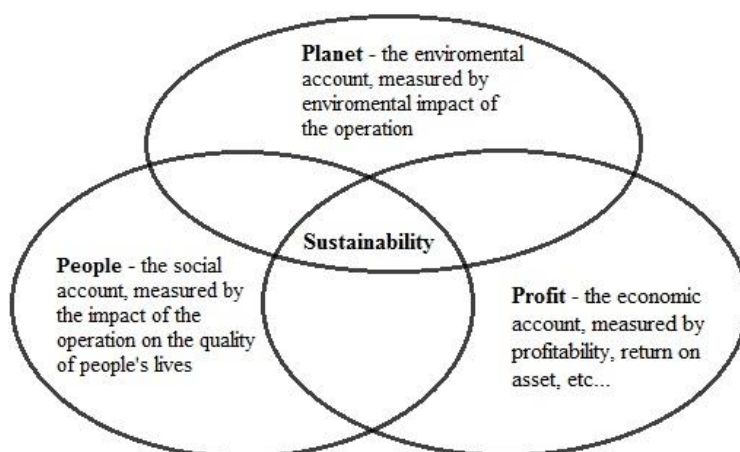 Planet - the enviromental
account, measured by
enviromental impact of
the operation
Sustainability
People - the social
account, measured by
the impact of the
operation on the quality
of people's lives
Profit - the economic
account, measured by
profitability, return on
asset, etc...